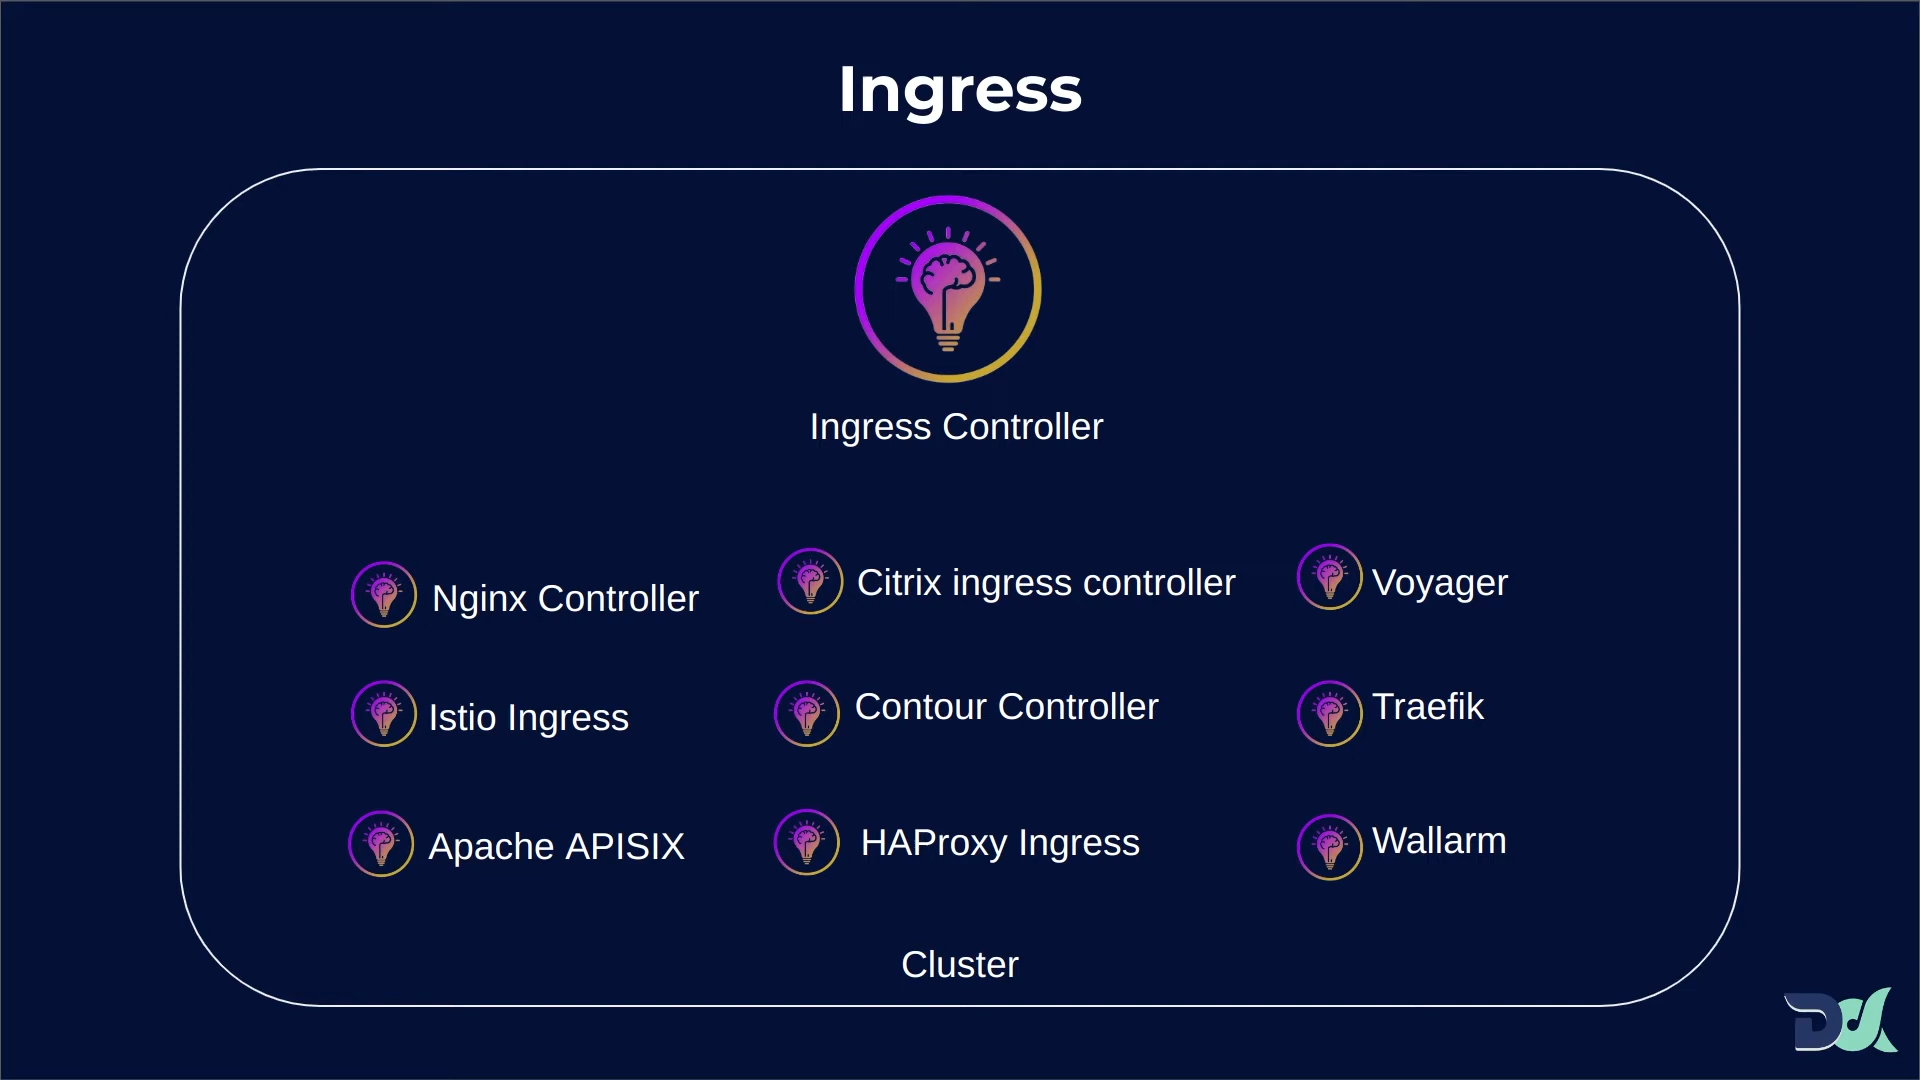 Ingress
Ingress Controller
Nginx Controller
Citrix ingress controller
Voyager
Istio Ingress
Contour Controller
Traefik
Apache APISIX
HAProxy Ingress
Wallarm
Cluster